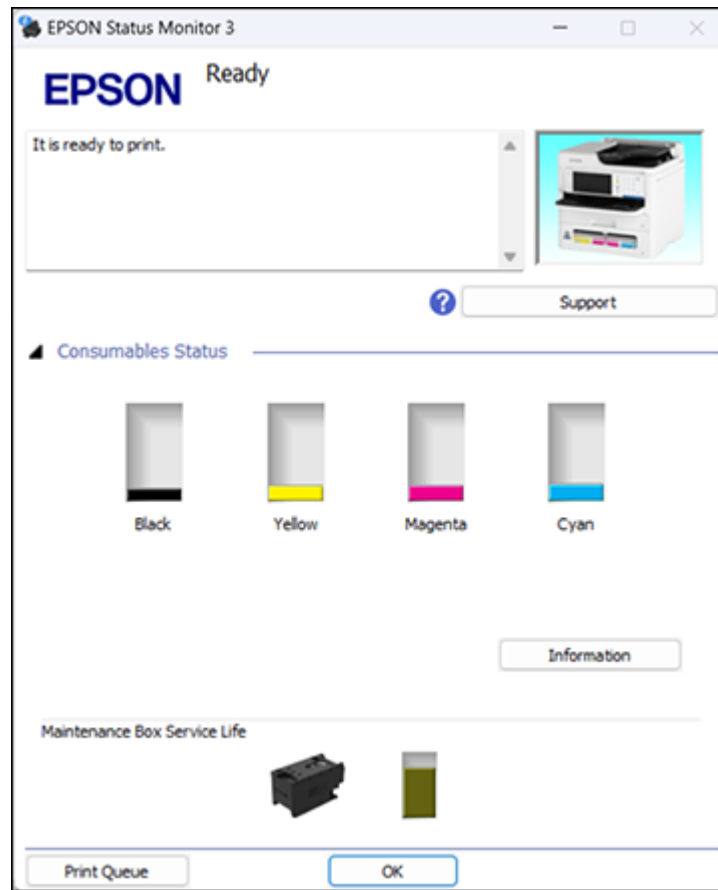 EPSON Status Monitor 3
EPSON
Ready
It is ready to print.
Support
Consumables Status
Black Yellow Magenta Cyan
Information
Maintenance Box Service Life
Print Queue OK